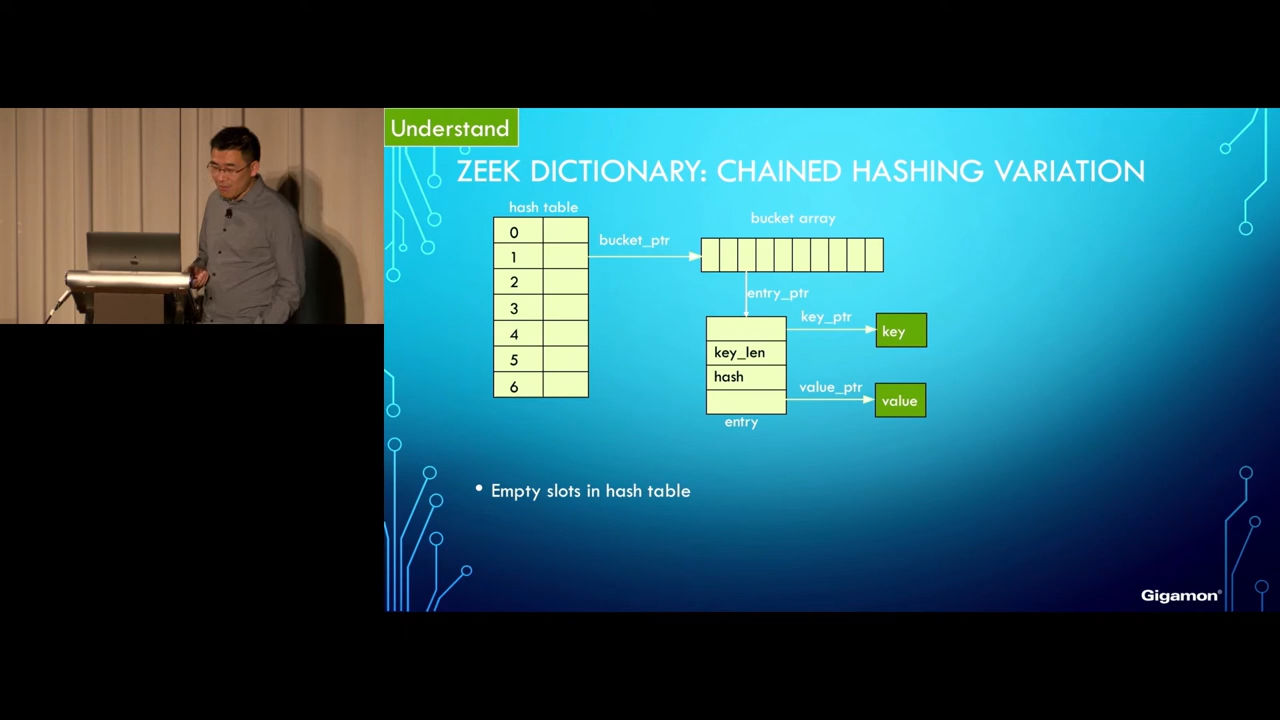 Understand
ZEEK DICTIONARY: CHAINED HASHING VARIATION
hash table
0
1
2
3
4
5
6
bucket_ptr
bucket array
entry_ptr
key_ptr
key
key_len
hash
value_ptr
value
entry
• Empty slots in hash table
Gigamon®